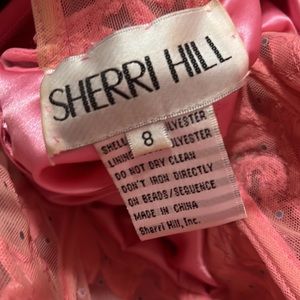 SHERRI HILL
8
SHELL POLYESTER
LINING POLYESTER
DO NOT DRY CLEAN
DON'T IRON DIRECTLY
ON BEADS/SEQUENCE
MADE IN CHINA
Sherri Hill, Inc.